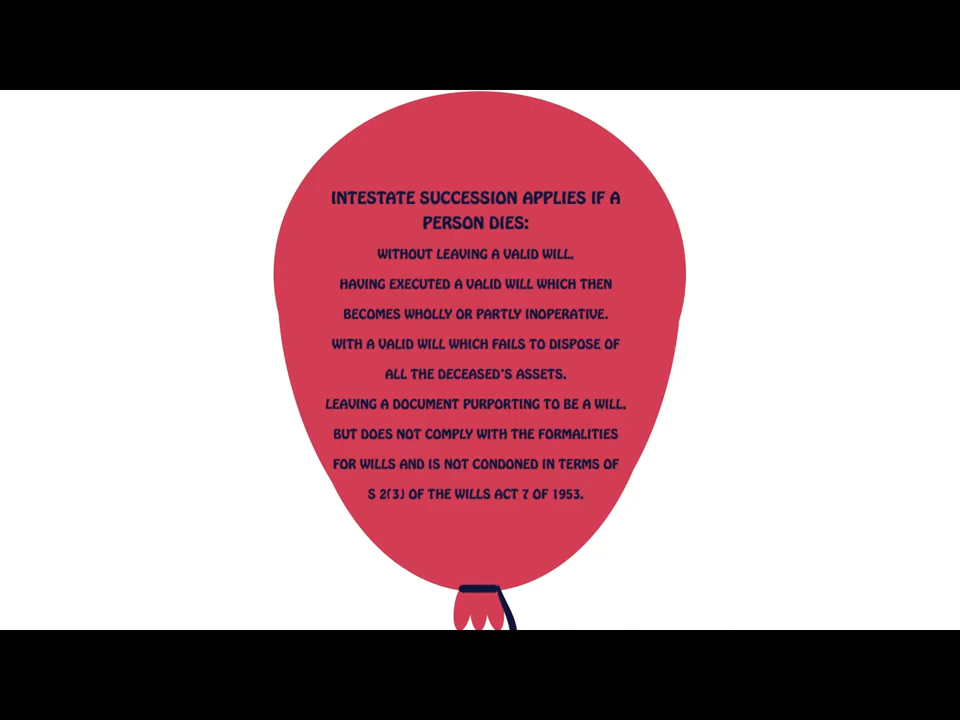 INTESTATE SUCCESSION APPLIES IF A
PERSON DIES:
WITHOUT LEAVING A VALID WILL.
HAVING EXECUTED A VALID WILL WHICH THEN
BECOMES WHOLLY OR PARTLY INOPERATIVE.
WITH A VALID WILL WHICH FAILS TO DISPOSE OF
ALL THE DECEASED'S ASSETS.
LEAVING A DOCUMENT PURPORTING TO BE A WILL,
BUT DOES NOT COMPLY WITH THE FORMALITIES
FOR WILLS AND IS NOT CONDONED IN TERMS OF
S 2(3) OF THE WILLS ACT 7 OF 1953.